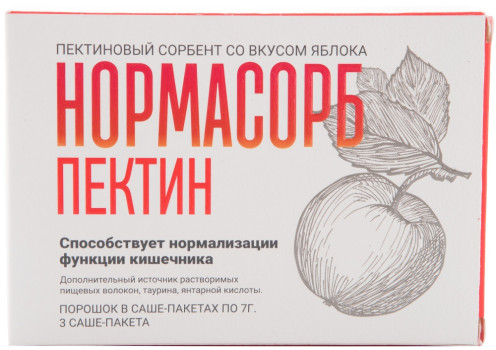 ПЕКТИНОВЫЙ СОРБЕНТ СО ВКУСОМ ЯБЛОКА
НОРМАСОРБ
ПЕКТИН
Способствует нормализации
функции кишечника
Дополнительный источник растворимых
пищевых волокон, таурина, янтарной кислоты.
ПОРОШОК В САШЕ-ПАКЕТАХ ПО 7Г.
3 САШЕ-ПАКЕТА